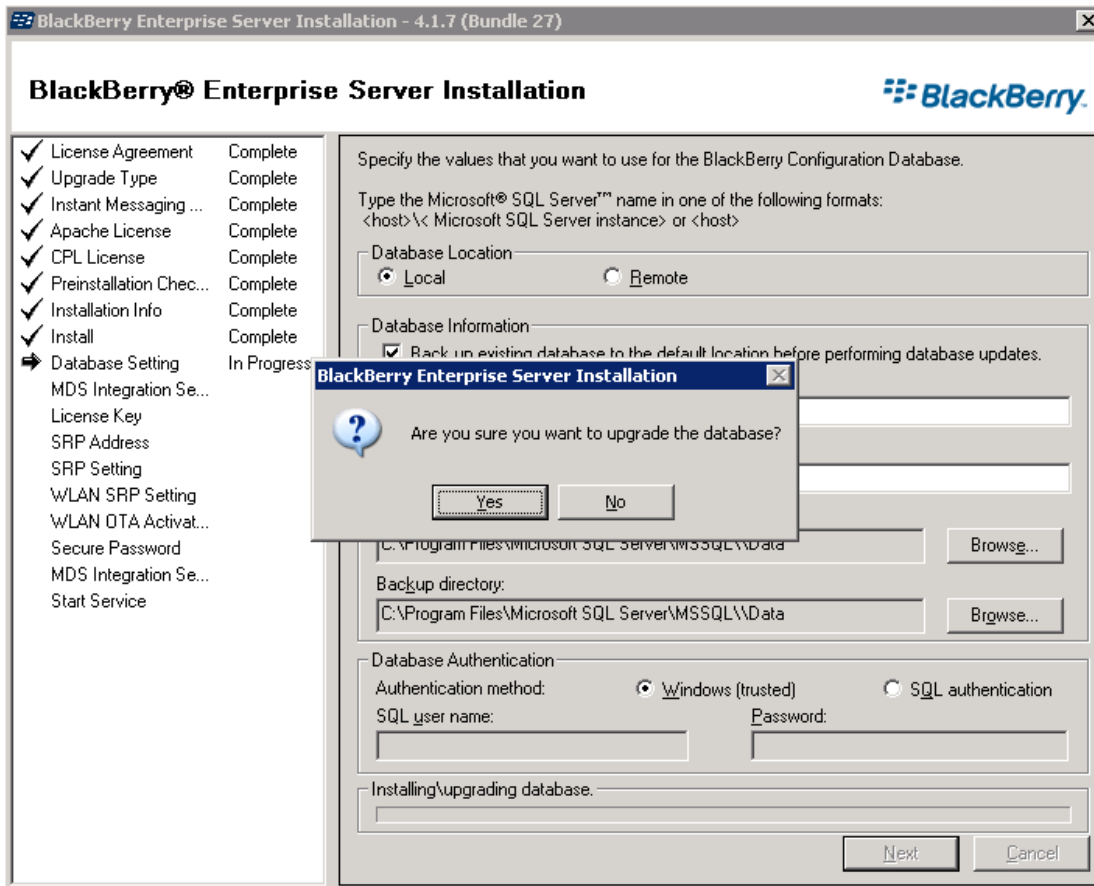 BlackBerry Enterprise Server Installation - 4.1.7 (Bundle 27)
BlackBerry® Enterprise Server Installation
BlackBerry.
License Agreement Complete
Upgrade Type Complete
Instant Messaging ... Complete
Apache License Complete
CPL License Complete
Preinstallation Chec... Complete
Installation Info Complete
Install Complete
Database Setting In Progress
MDS Integration Se...
License Key
SRP Address
SRP Setting
WLAN SRP Setting
WLAN OTA Activat...
Secure Password
MDS Integration Se...
Start Service
Specify the values that you want to use for the BlackBerry Configuration Database.
Type the Microsoft® SQL Server™ name in one of the following formats:
<host>\< Microsoft SQL Server instance> or <host>
Database Location
Local Remote
Database Information
Back up existing database to the default location before performing database updates.
BlackBerry Enterprise Server Installation
Are you sure you want to upgrade the database?
Yes No
C:\Program Files\Microsoft SQL Server\MSSQL\\Data Browse...
Backup directory:
C:\Program Files\Microsoft SQL Server\MSSQL\\Data Browse...
Database Authentication
Authentication method: Windows (trusted) SQL authentication
SQL user name: Password:
Installing\upgrading database.
Next Cancel